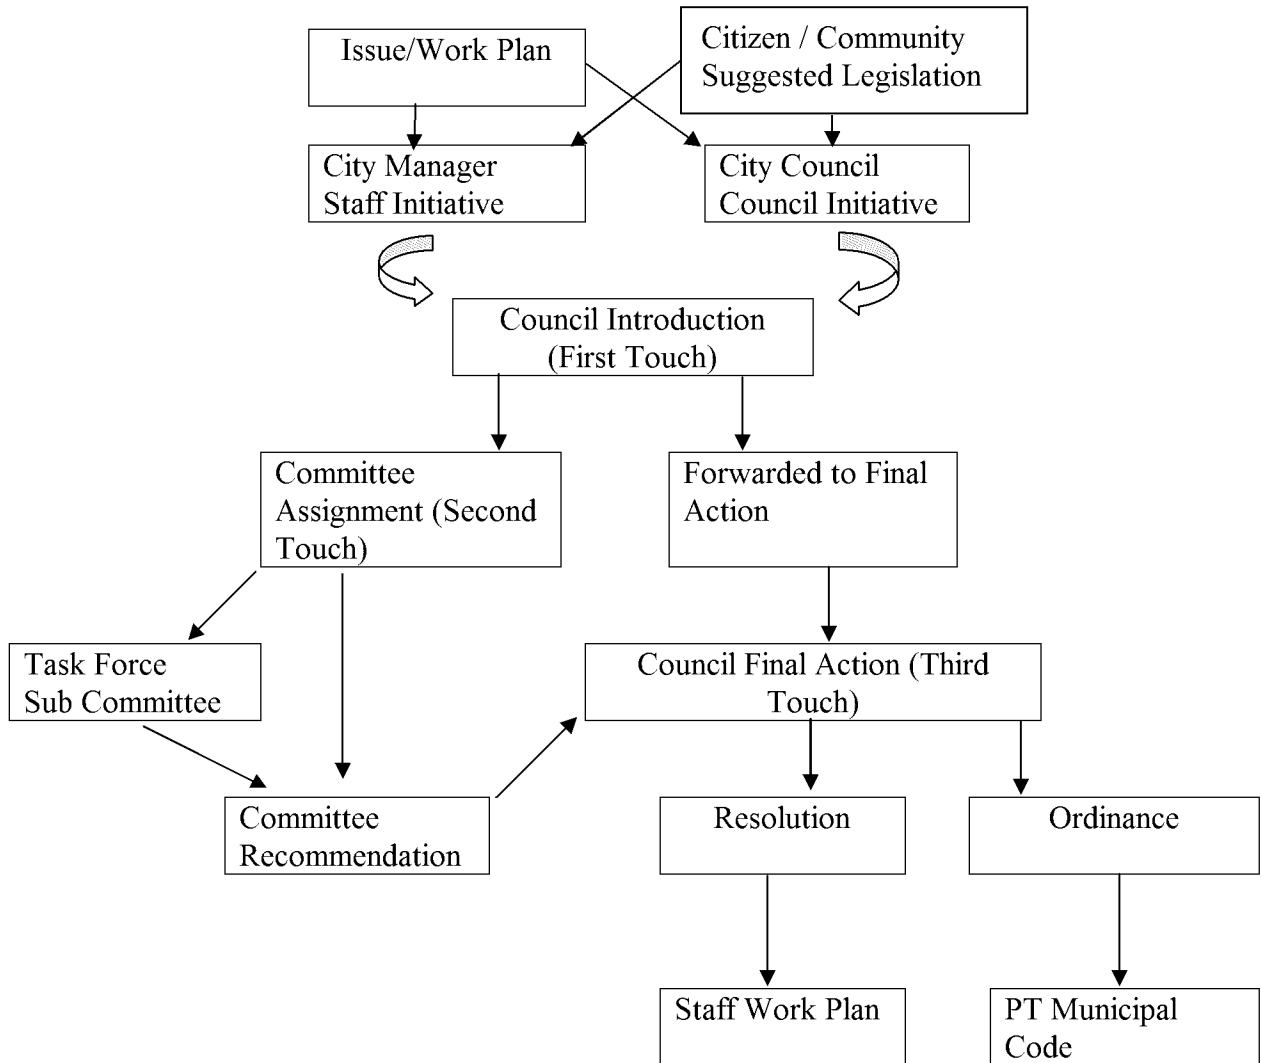 Issue/Work Plan
Citizen / Community
Suggested Legislation
City Manager
Staff Initiative
City Council
Council Initiative
Council Introduction
(First Touch)
Committee
Assignment (Second
Touch)
Forwarded to Final
Action
Task Force
Sub Committee
Council Final Action (Third
Touch)
Committee
Recommendation
Resolution
Ordinance
Staff Work Plan
PT Municipal
Code